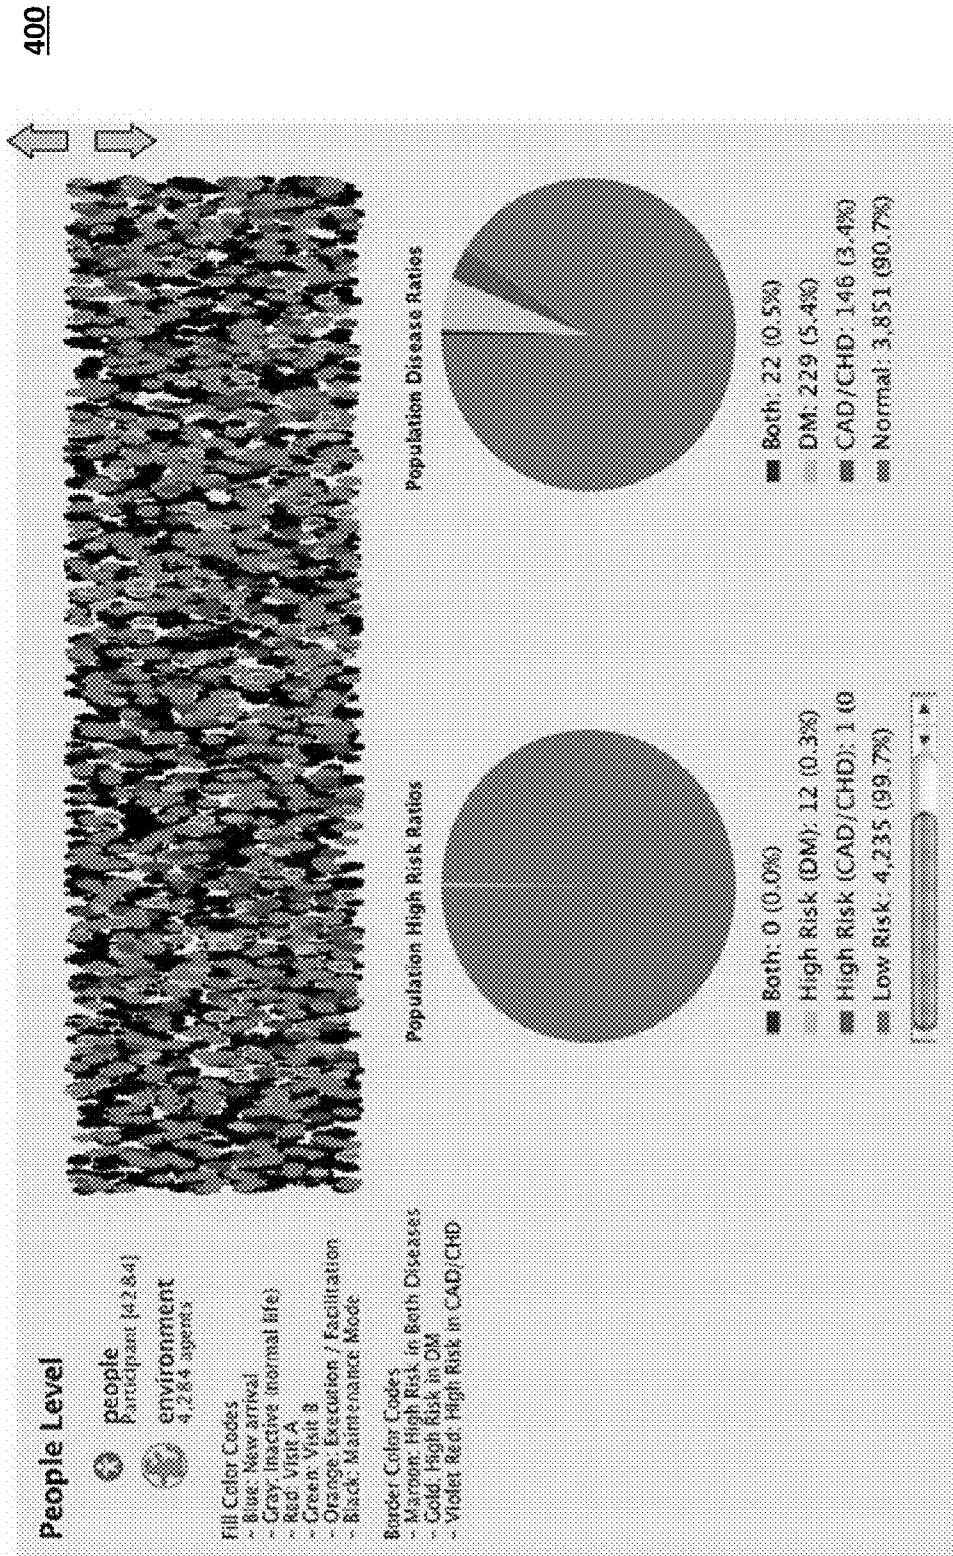 400
People Level
people
Participant [4284]
environment
4,284 agents
Fill Color Codes
- Blue: New arrival
- Gray: Inactive (normal life)
- Red: Visit A
- Green: Visit B
- Orange: Execution / Facilitation
- Black: Maintenance Mode
Border Color Codes
- Maroon: High Risk in Both Diseases
- Gold: High Risk in DM
- Violet Red: High Risk in CAD/CHD
Population High Risk Ratios
Both: 0 (0.0%)
High Risk (DM): 12 (0.3%)
High Risk (CAD/CHD): 1 (0
Low Risk: 4,235 (99.7%)
Population Disease Ratios
Both: 22 (0.5%)
DM: 229 (5.4%)
CAD/CHD: 146 (3.4%)
Normal: 3,851 (90.7%)